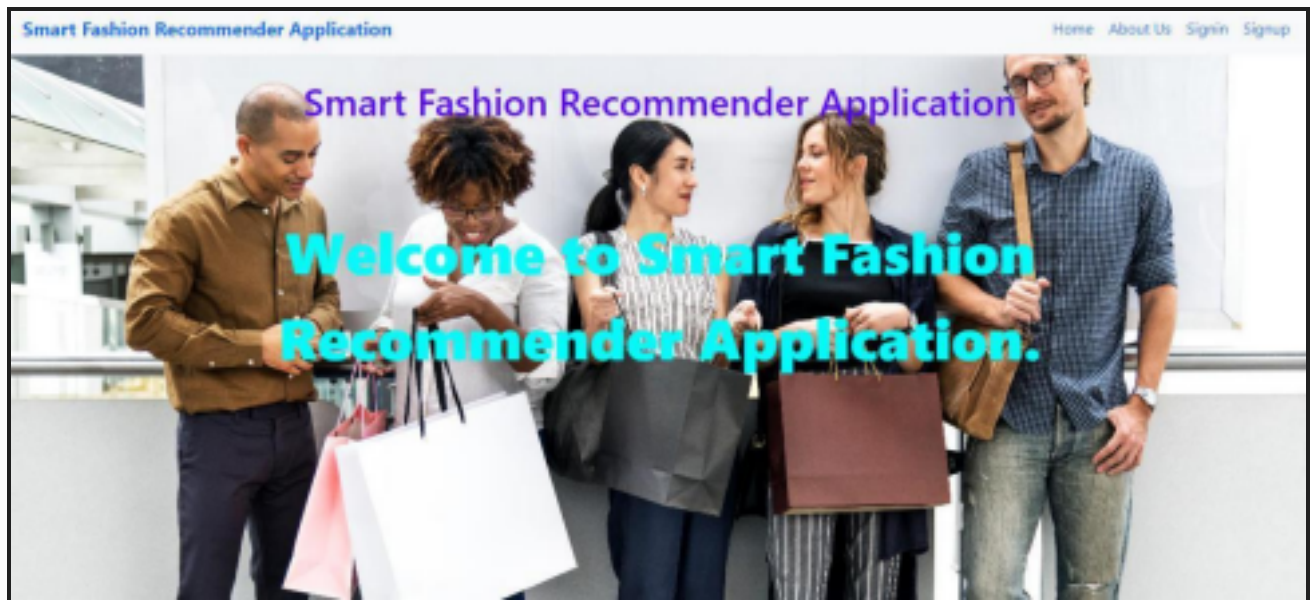 Smart Fashion Recommender Application
Home About Us Signin Signup
Smart Fashion Recommender Application
Welcome to Smart Fashion
Recommender Application.